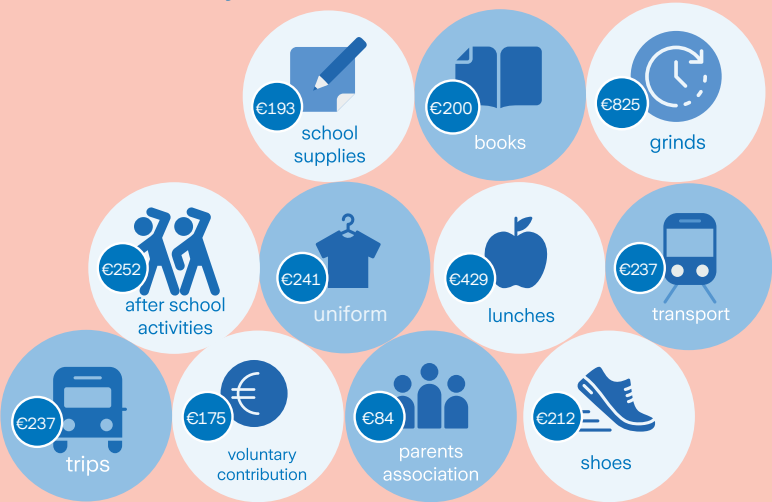 €193
school
supplies
€200
books
€825
grinds
€252
after school
activities
€241
uniform
€429
lunches
€237
transport
€237
trips
€175
voluntary
contribution
€84
parents
association
€212
shoes